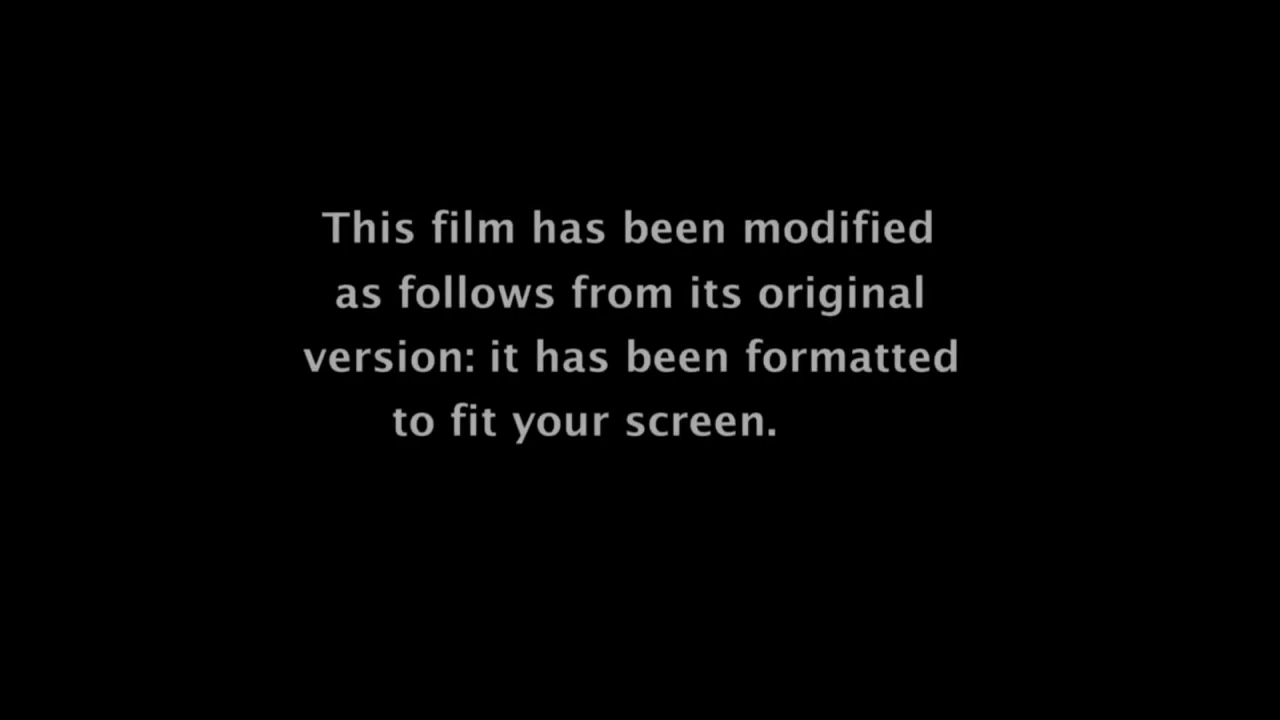 This film has been modified
as follows from its original
version: it has been formatted
to fit your screen.